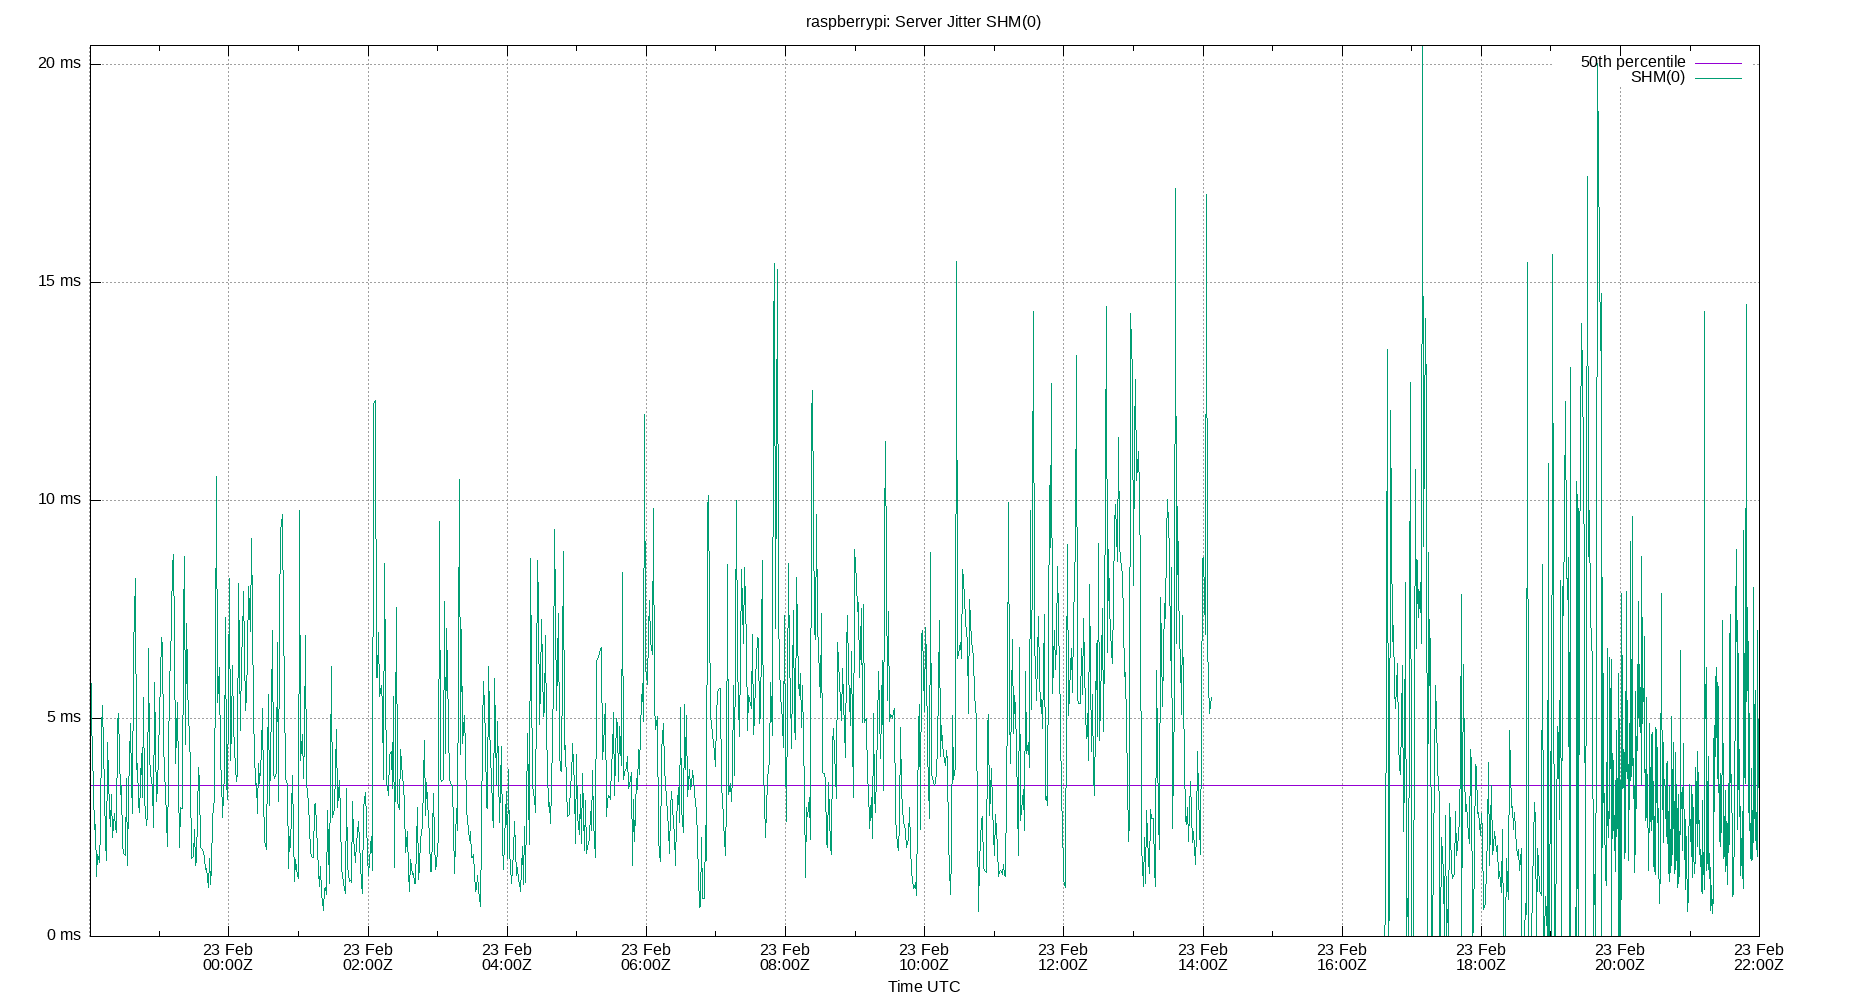 raspberrypi: Server Jitter SHM(0)
20 ms
50th percentile
SHM(0)
15 ms
10 ms
5 ms
0 ms
23 Feb 23 Feb 23 Feb 23 Feb 23 Feb 23 Feb 23 Feb 23 Feb 23 Feb 23 Feb 23 Feb 23 Feb
00:00Z 02:00Z 04:00Z 06:00Z 08:00Z 10:00Z 12:00Z 14:00Z 16:00Z 18:00Z 20:00Z 22:00Z
Time UTC